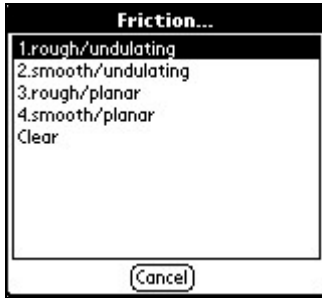 Friction...
1.rough/undulating
2.smooth/undulating
3.rough/planar
4.smooth/planar
Clear
Cancel